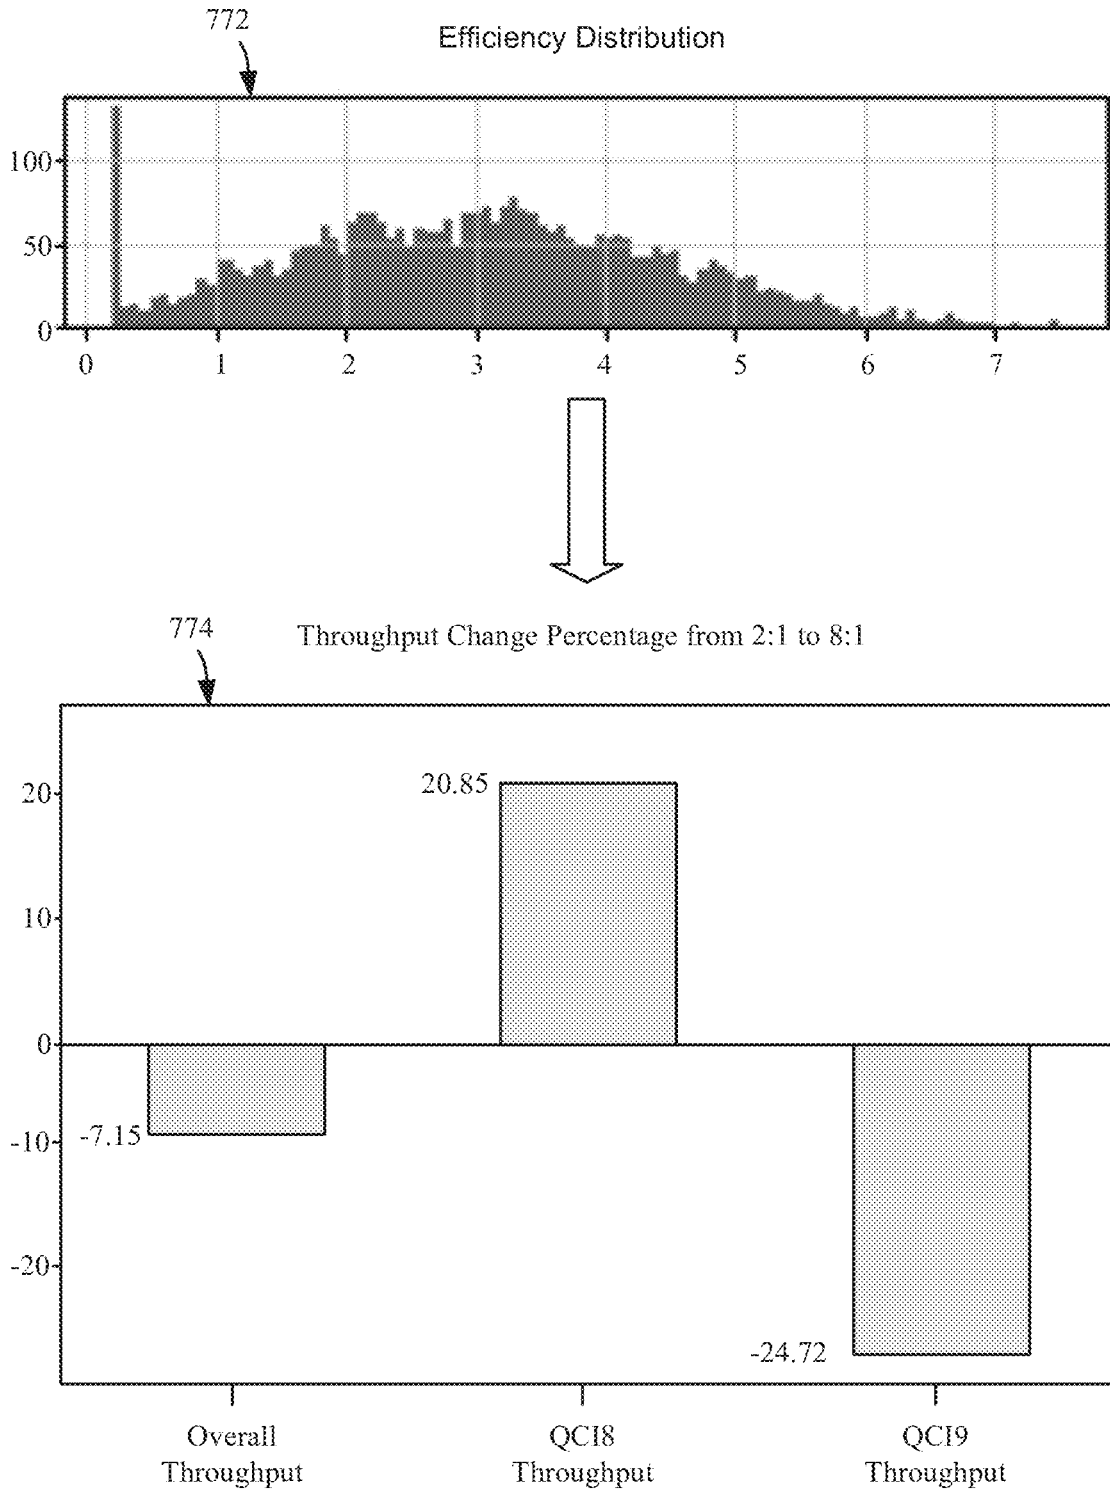 772
Efficiency Distribution
100
50
0
0 1 2 3 4 5 6 7
774
Throughput Change Percentage from 2:1 to 8:1
20
20.85
10
0
-7.15
-10
-20
-24.72
Overall QCI8 QCI9
Throughput Throughput Throughput